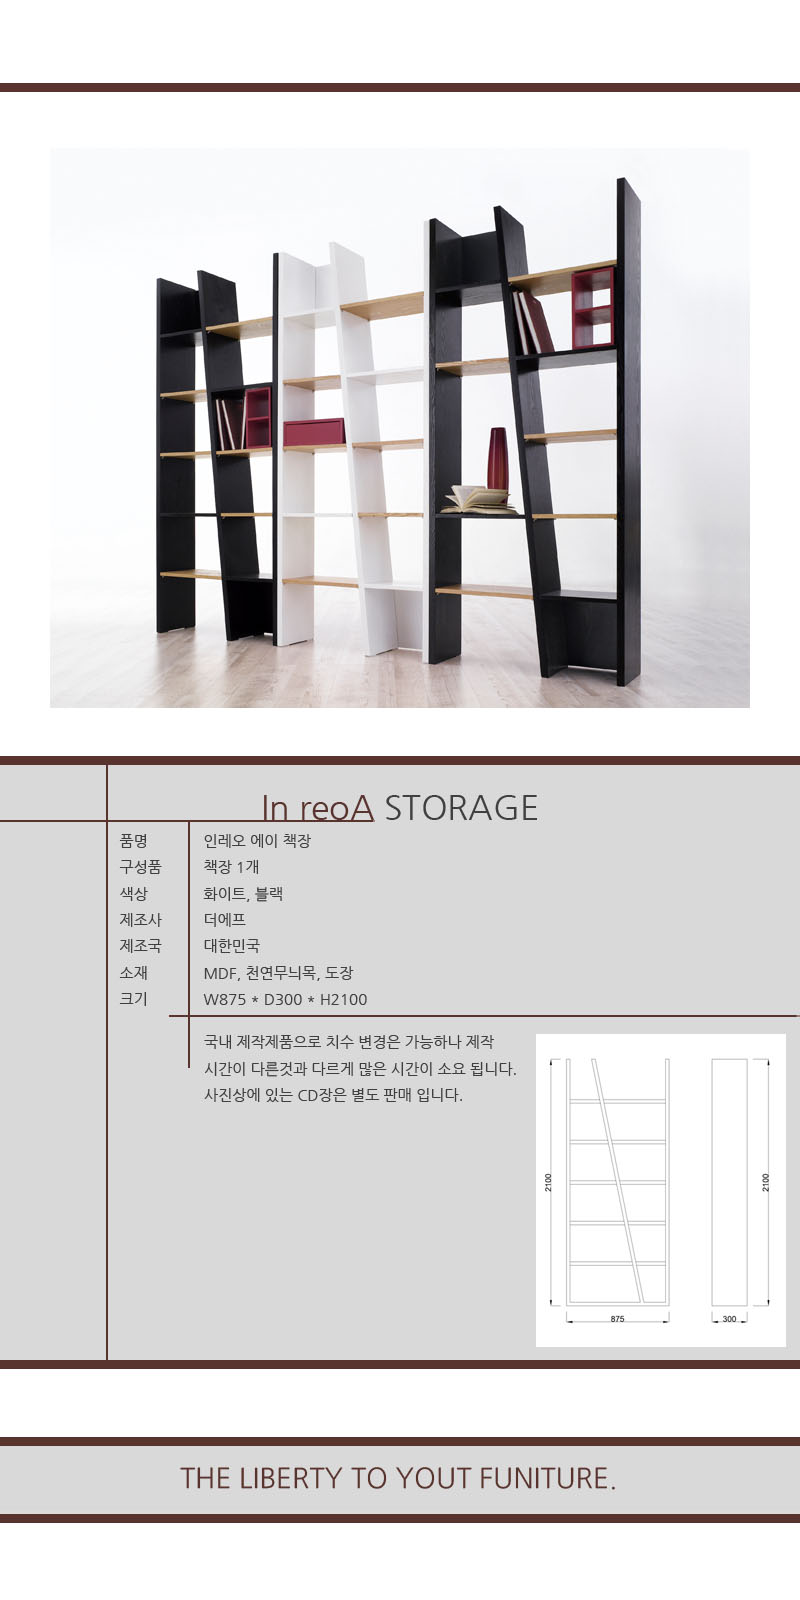 In reoA STORAGE
품명 인레오 에이 책장
구성품 책장 1개
색상 화이트, 블랙
제조사 더에프
제조국 대한민국
소재 MDF, 천연무늬목, 도장
크기 W875 * D300 * H2100
국내 제작제품으로 치수 변경은 가능하나 제작
시간이 다른것과 다르게 많은 시간이 소요 됩니다.
사진상에 있는 CD장은 별도 판매 입니다.
2100
2100
875
300
THE LIBERTY TO YOUT FUNITURE.